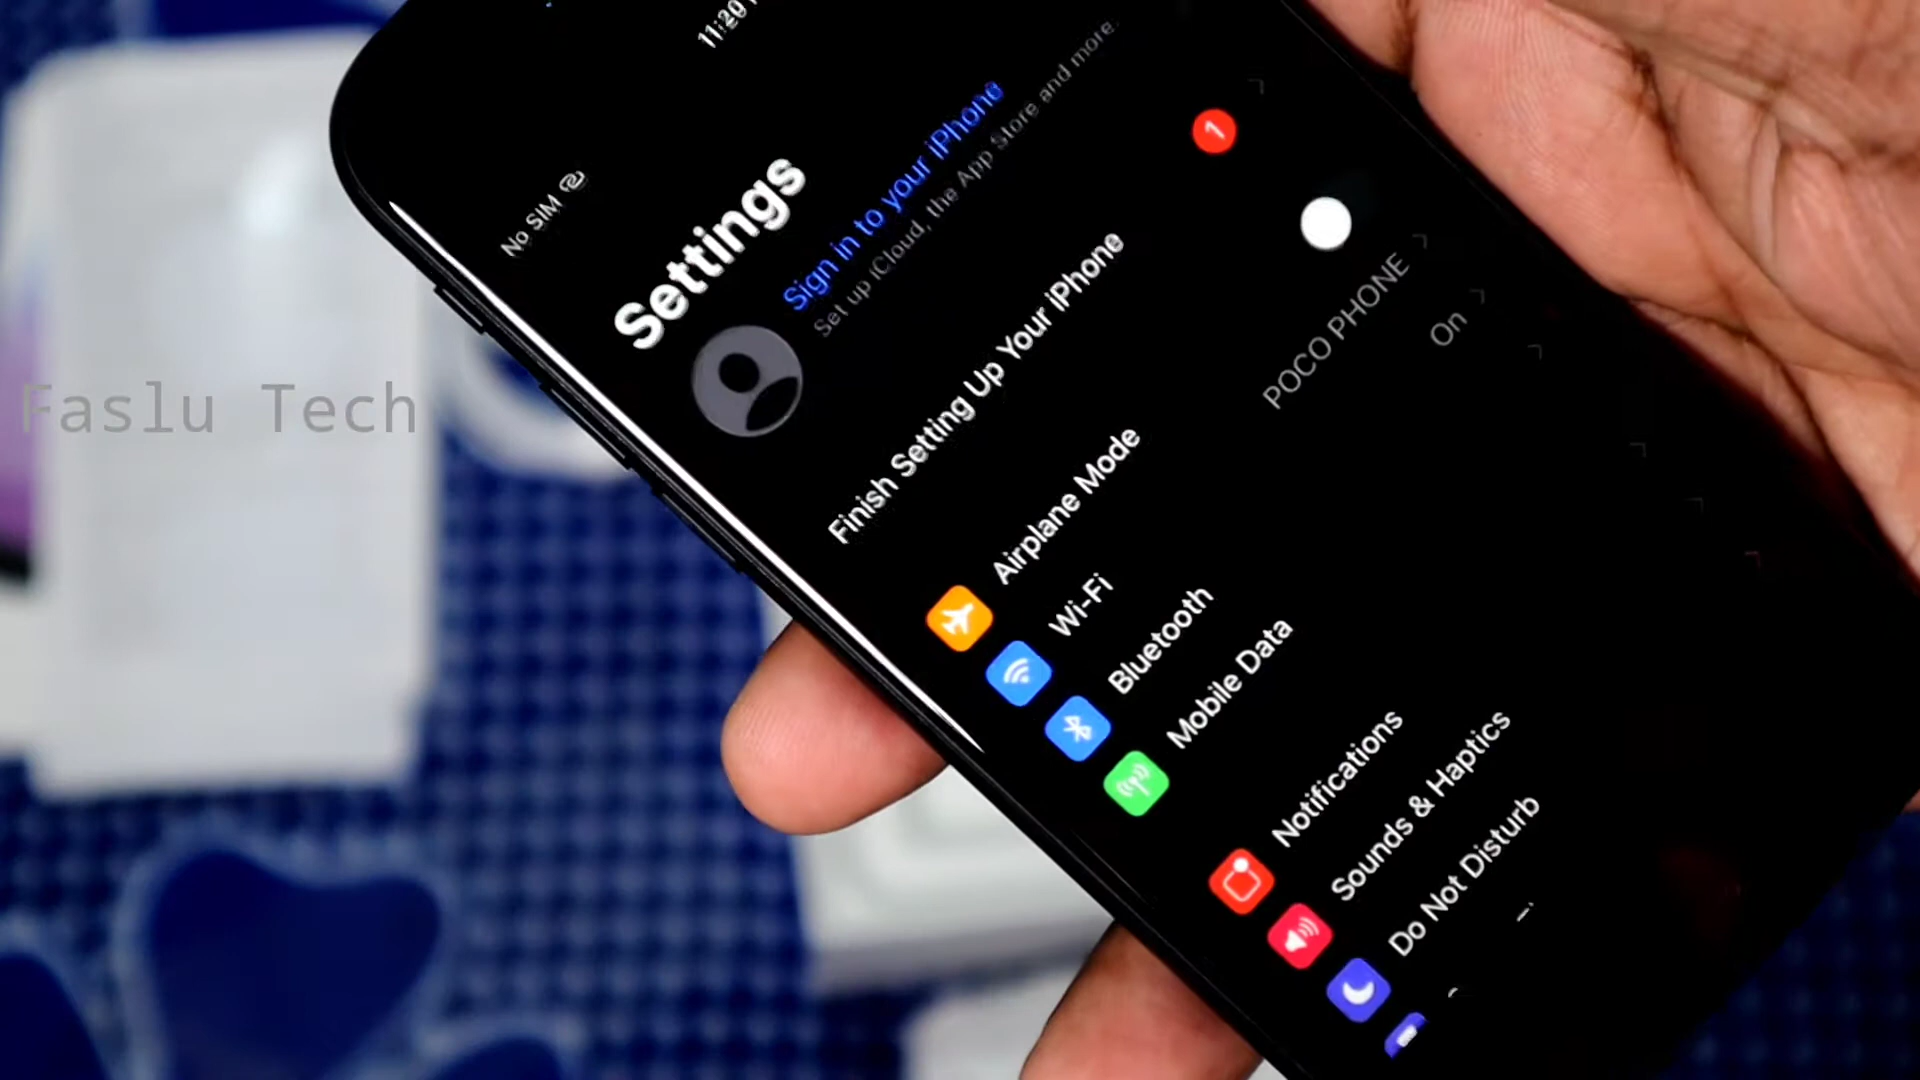 11:20
No SIM
Settings
Sign in to your iPhone
Set up iCloud, the App Store and more.
Finish Setting Up Your iPhone
1
Airplane Mode
Wi-Fi
POCO PHONE
Bluetooth
On
Mobile Data
Notifications
Sounds & Haptics
Do Not Disturb
Faslu Tech